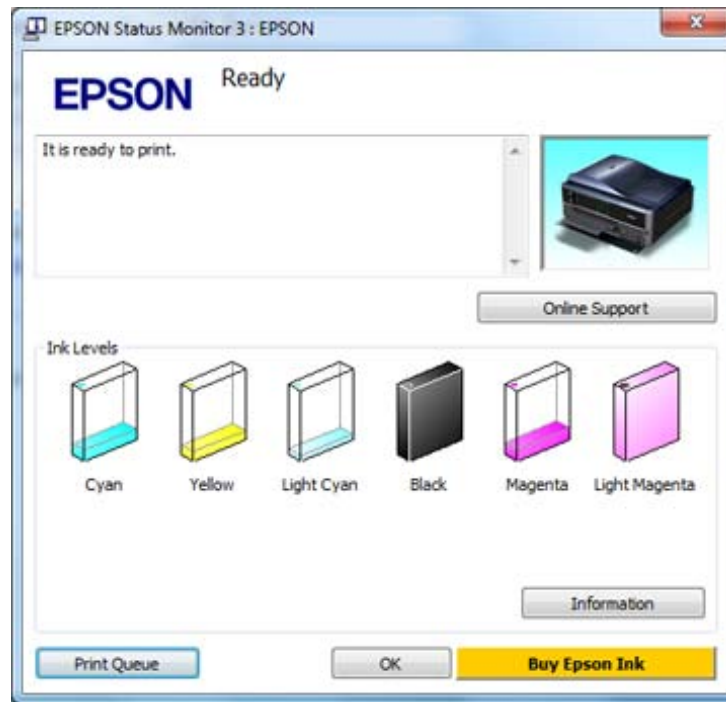 EPSON Status Monitor 3 : EPSON
EPSON
Ready
It is ready to print.
Online Support
Ink Levels
Cyan Yellow Light Cyan Black Magenta Light Magenta
Information
Print Queue OK Buy Epson Ink